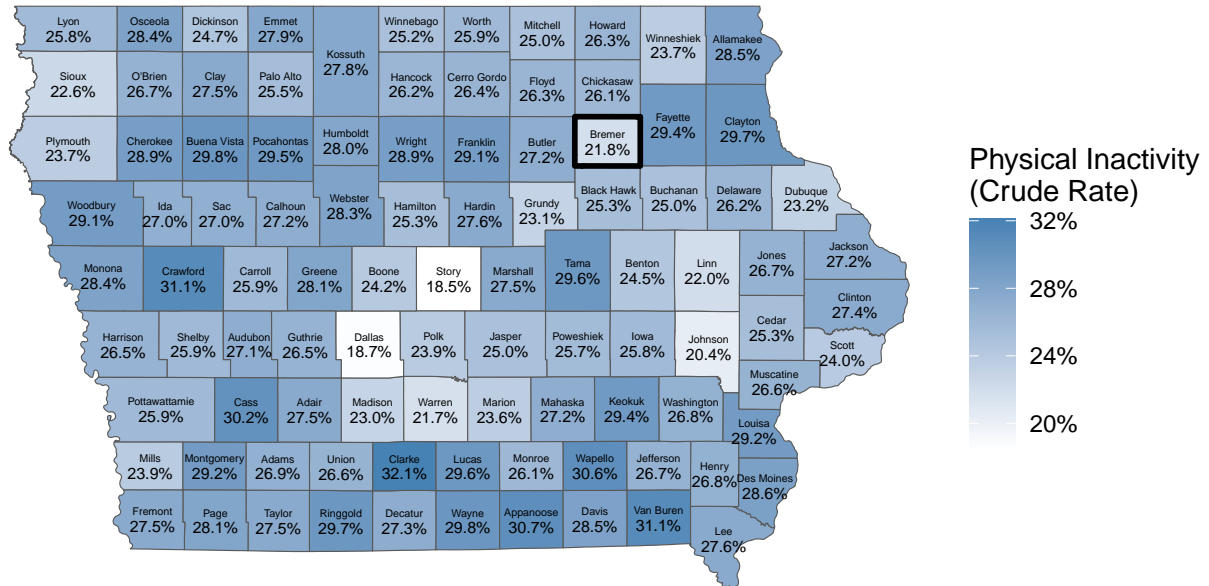 Lyon
25.8%
Osceola
28.4%
Dickinson
24.7%
Emmet
27.9%
Kossuth
27.8%
Winnebago
25.2%
Worth
25.9%
Mitchell
25.0%
Howard
26.3%
Winneshiek
23.7%
Allamakee
28.5%
Sioux
22.6%
O'Brien
26.7%
Clay
27.5%
Palo Alto
25.5%
Hancock
26.2%
Cerro Gordo
26.4%
Floyd
26.3%
Chickasaw
26.1%
Fayette
29.4%
Clayton
29.7%
Plymouth
23.7%
Cherokee
28.9%
Buena Vista
29.8%
Pocahontas
29.5%
Humboldt
28.0%
Wright
28.9%
Franklin
29.1%
Butler
27.2%
Bremer
21.8%
Woodbury
29.1%
Ida
27.0%
Sac
27.0%
Calhoun
27.2%
Webster
28.3%
Hamilton
25.3%
Hardin
27.6%
Grundy
23.1%
Black Hawk
25.3%
Buchanan
25.0%
Delaware
26.2%
Dubuque
23.2%
Monona
28.4%
Crawford
31.1%
Carroll
25.9%
Greene
28.1%
Boone
24.2%
Story
18.5%
Marshall
27.5%
Tama
29.6%
Benton
24.5%
Linn
22.0%
Jones
26.7%
Jackson
27.2%
Clinton
27.4%
Harrison
26.5%
Shelby
25.9%
Audubon
27.1%
Guthrie
26.5%
Dallas
18.7%
Polk
23.9%
Jasper
25.0%
Poweshiek
25.7%
Iowa
25.8%
Johnson
20.4%
Cedar
25.3%
Scott
24.0%
Muscatine
26.6%
Pottawattamie
25.9%
Cass
30.2%
Adair
27.5%
Madison
23.0%
Warren
21.7%
Marion
23.6%
Mahaska
27.2%
Keokuk
29.4%
Washington
26.8%
Louisa
29.2%
Mills
23.9%
Montgomery
29.2%
Adams
26.9%
Union
26.6%
Clarke
32.1%
Lucas
29.6%
Monroe
26.1%
Wapello
30.6%
Jefferson
26.7%
Henry
26.8%
Des Moines
28.6%
Fremont
27.5%
Page
28.1%
Taylor
27.5%
Ringgold
29.7%
Decatur
27.3%
Wayne
29.8%
Appanoose
30.7%
Davis
28.5%
Van Buren
31.1%
Lee
27.6%
Physical Inactivity
(Crude Rate)
32%
28%
24%
20%